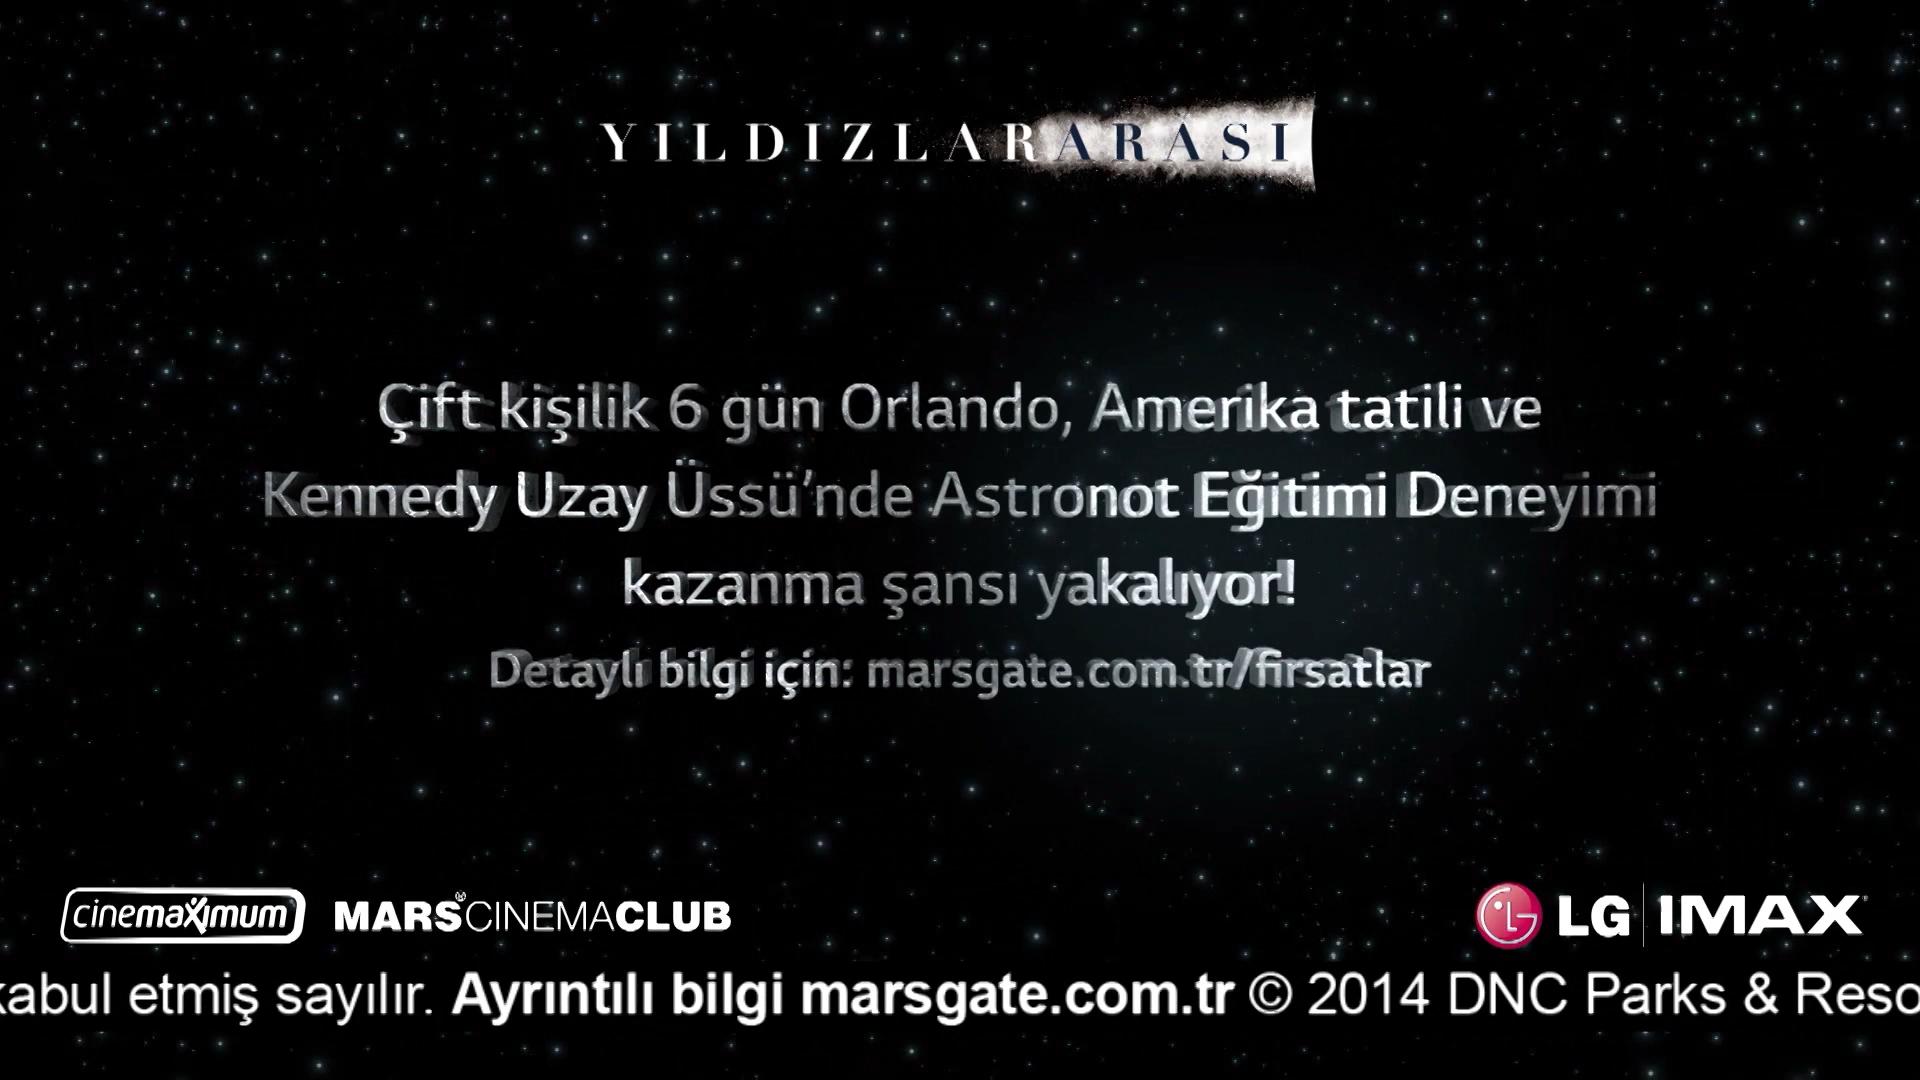 YILDIZLARARASI
Çift kişilik 6 gün Orlando, Amerika tatili ve
Kennedy Uzay Üssü'nde Astronot Eğitimi Deneyimi
kazanma şansı yakalıyor!
Detaylı bilgi için: marsgate.com.tr/firsatlar
cinemaximum MARSCINEMACLUB LG IMAX
kabul etmiş sayılır. Ayrıntılı bilgi marsgate.com.tr © 2014 DNC Parks & Reso